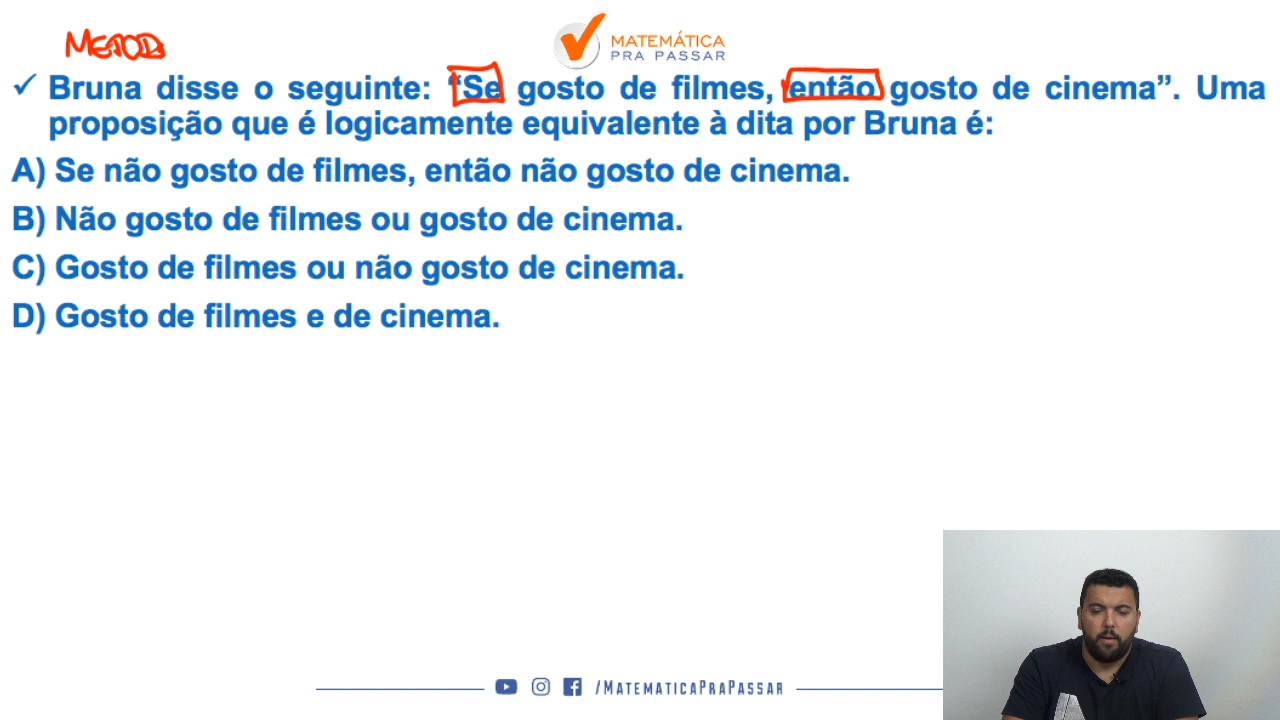 METOD
MATEMÁTICA
PRA PASSAR
✓ Bruna disse o seguinte: “Se gosto de filmes, então gosto de cinema”. Uma
proposição que é logicamente equivalente à dita por Bruna é:
A) Se não gosto de filmes, então não gosto de cinema.
B) Não gosto de filmes ou gosto de cinema.
C) Gosto de filmes ou não gosto de cinema.
D) Gosto de filmes e de cinema.
/MATEMATICAPRAPASSAR